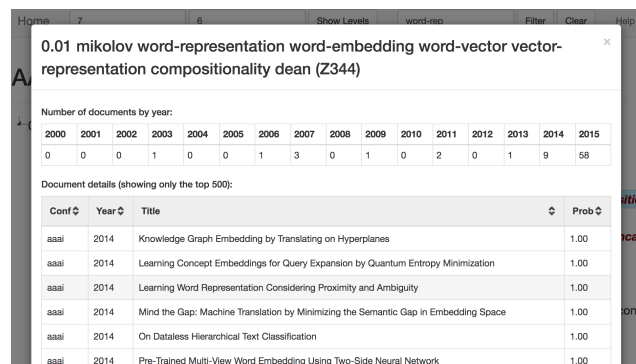 Home 7 6 Show Levels word-rep Filter Clear Help
0.01 mikolov word-representation word-embedding word-vector vector-
representation compositionality dean (Z344)
×
Number of documents by year:
2000 2001 2002 2003 2004 2005 2006 2007 2008 2009 2010 2011 2012 2013 2014 2015
0 0 0 1 0 0 1 3 0 1 0 2 0 1 9 58
Document details (showing only the top 500):
Conf Year Title Prob
aaai 2014 Knowledge Graph Embedding by Translating on Hyperplanes 1.00
aaai 2014 Learning Concept Embeddings for Query Expansion by Quantum Entropy Minimization 1.00
aaai 2014 Learning Word Representation Considering Proximity and Ambiguity 1.00
aaai 2014 Mind the Gap: Machine Translation by Minimizing the Semantic Gap in Embedding Space 1.00
aaai 2014 On Dataless Hierarchical Text Classification 1.00
aaai 2014 Pre-Trained Multi-View Word Embedding Using Two-Side Neural Network 1.00